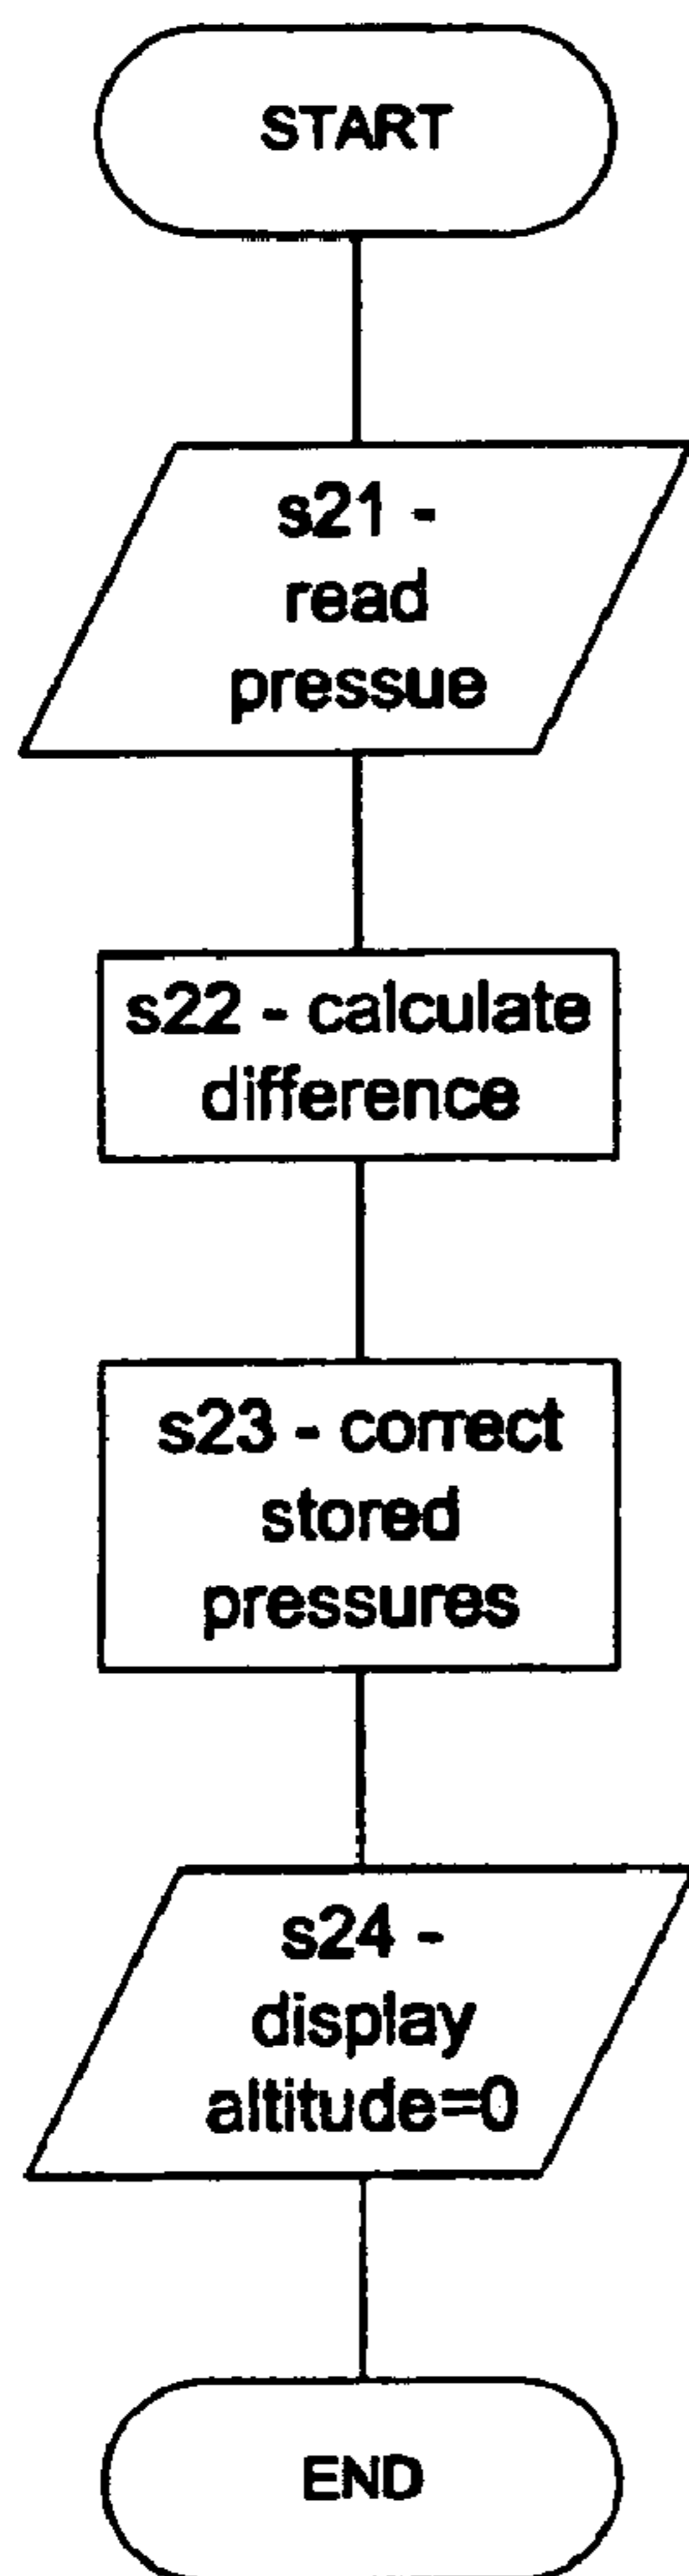 START
s21 -
read
pressue
s22 - calculate
difference
s23 - correct
stored
pressures
s24 -
display
altitude=0
END